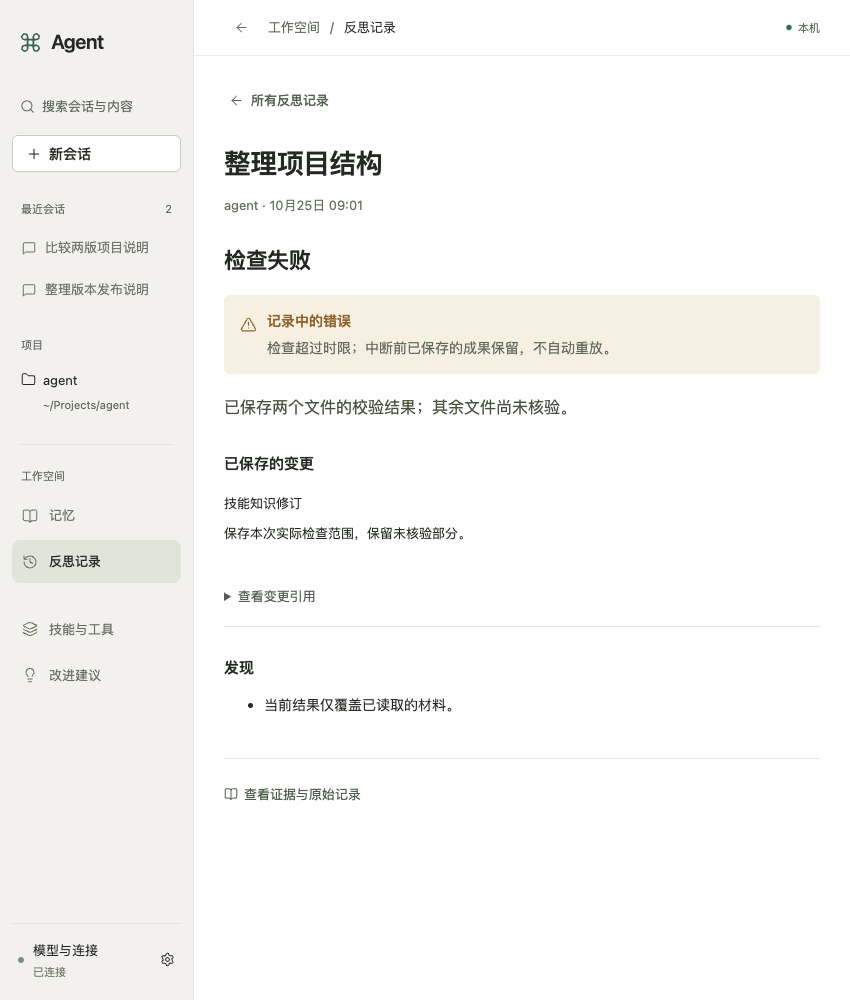 Agent
搜索会话与内容
新会话
最近会话 2
比较两版项目说明
整理版本发布说明
项目
agent
~/Projects/agent
工作空间
记忆
反思记录
技能与工具
改进建议
模型与连接
已连接
工作空间 / 反思记录
本机
所有反思记录
整理项目结构
agent · 10月25日 09:01
检查失败
记录中的错误
检查超过时限；中断前已保存的成果保留，不自动重放。
已保存两个文件的校验结果；其余文件尚未核验。
已保存的变更
技能知识修订
保存本次实际检查范围，保留未核验部分。
查看变更引用
发现
当前结果仅覆盖已读取的材料。
查看证据与原始记录